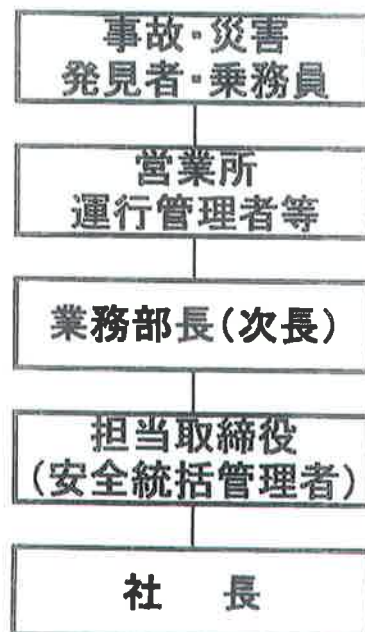 事故・災害
発見者・乗務員
営業所
運行管理者等
業務部長(次長)
担当取締役
(安全統括管理者)
社　長